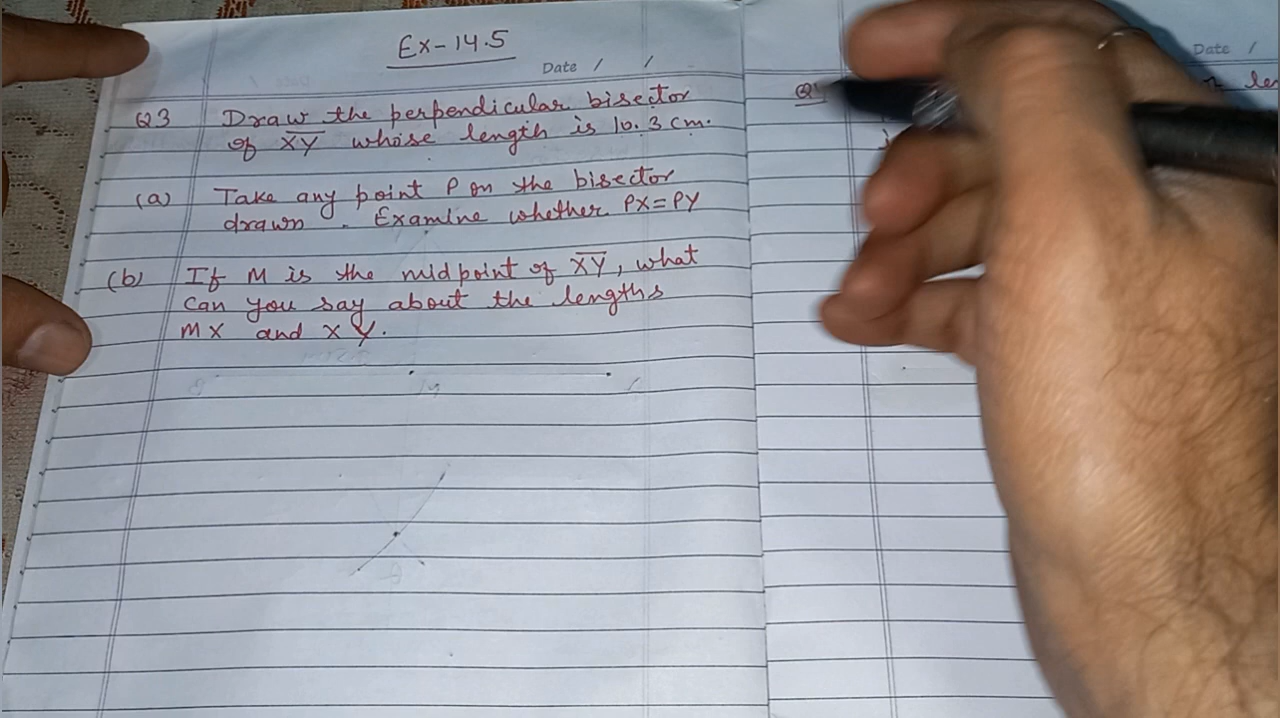 Ex-14.5
Date / /
Q3 Draw the perpendicular bisector
of XY whose length is 10.3 cm.
(a) Take any point P on the bisector
drawn. Examine whether PX=PY
(b) If M is the midpoint of XY, what
can you say about the lengths
MX and XY.
Date /
Q